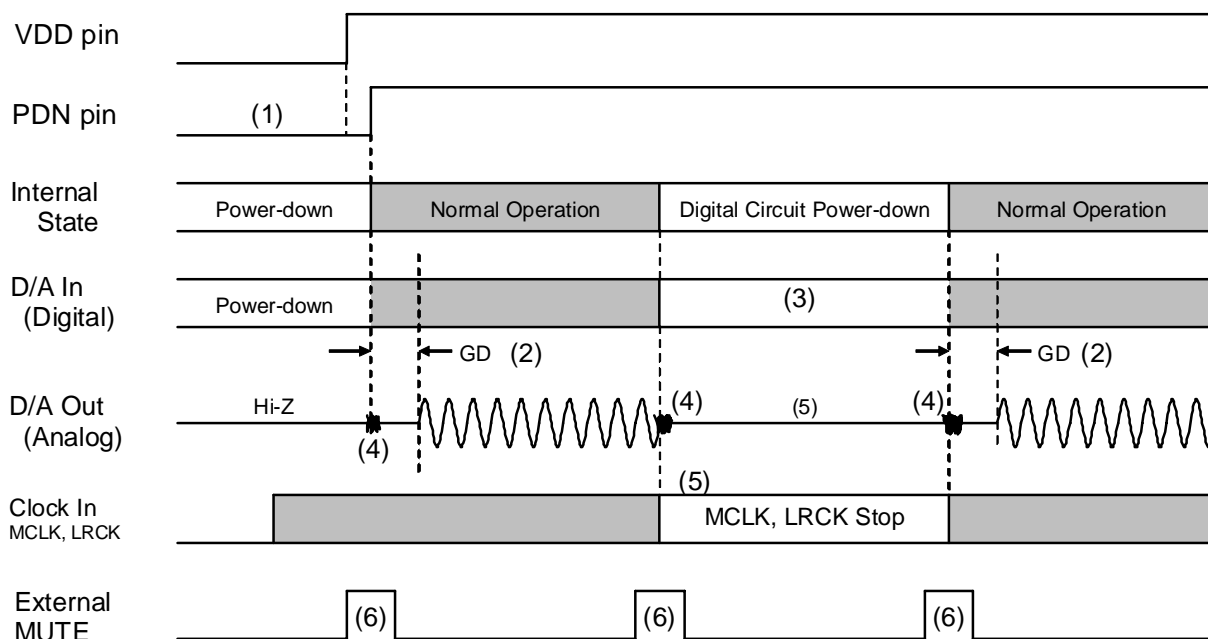 VDD pin
PDN pin
(1)
Internal
State
Power-down
Normal Operation
Digital Circuit Power-down
Normal Operation
D/A In
(Digital)
Power-down
(3)
GD (2)
GD (2)
D/A Out
(Analog)
Hi-Z
(4)
(4)
(5)
(4)
Clock In
MCLK, LRCK
(5)
MCLK, LRCK Stop
External
MUTE
(6)
(6)
(6)